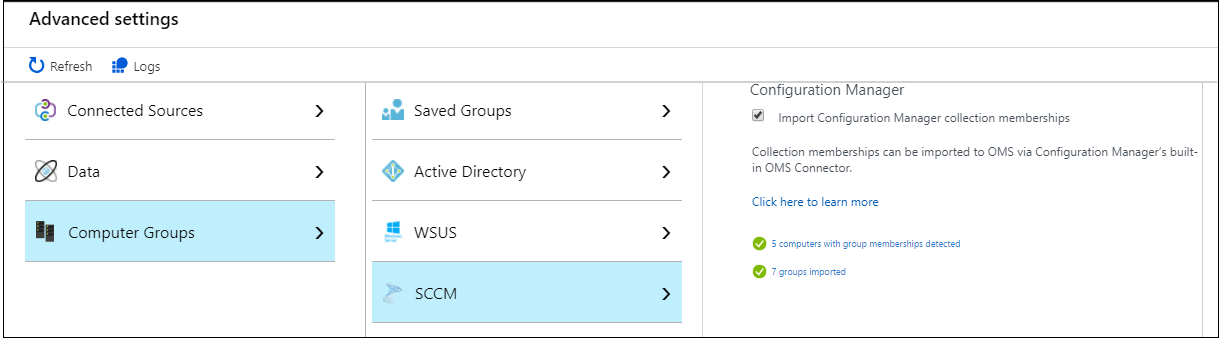 Advanced settings
Refresh
Logs
Connected Sources
Data
Computer Groups
Saved Groups
Active Directory
WSUS
SCCM
Configuration Manager
Import Configuration Manager collection memberships
Collection memberships can be imported to OMS via Configuration Manager's built-
in OMS Connector.
Click here to learn more
5 computers with group memberships detected
7 groups imported